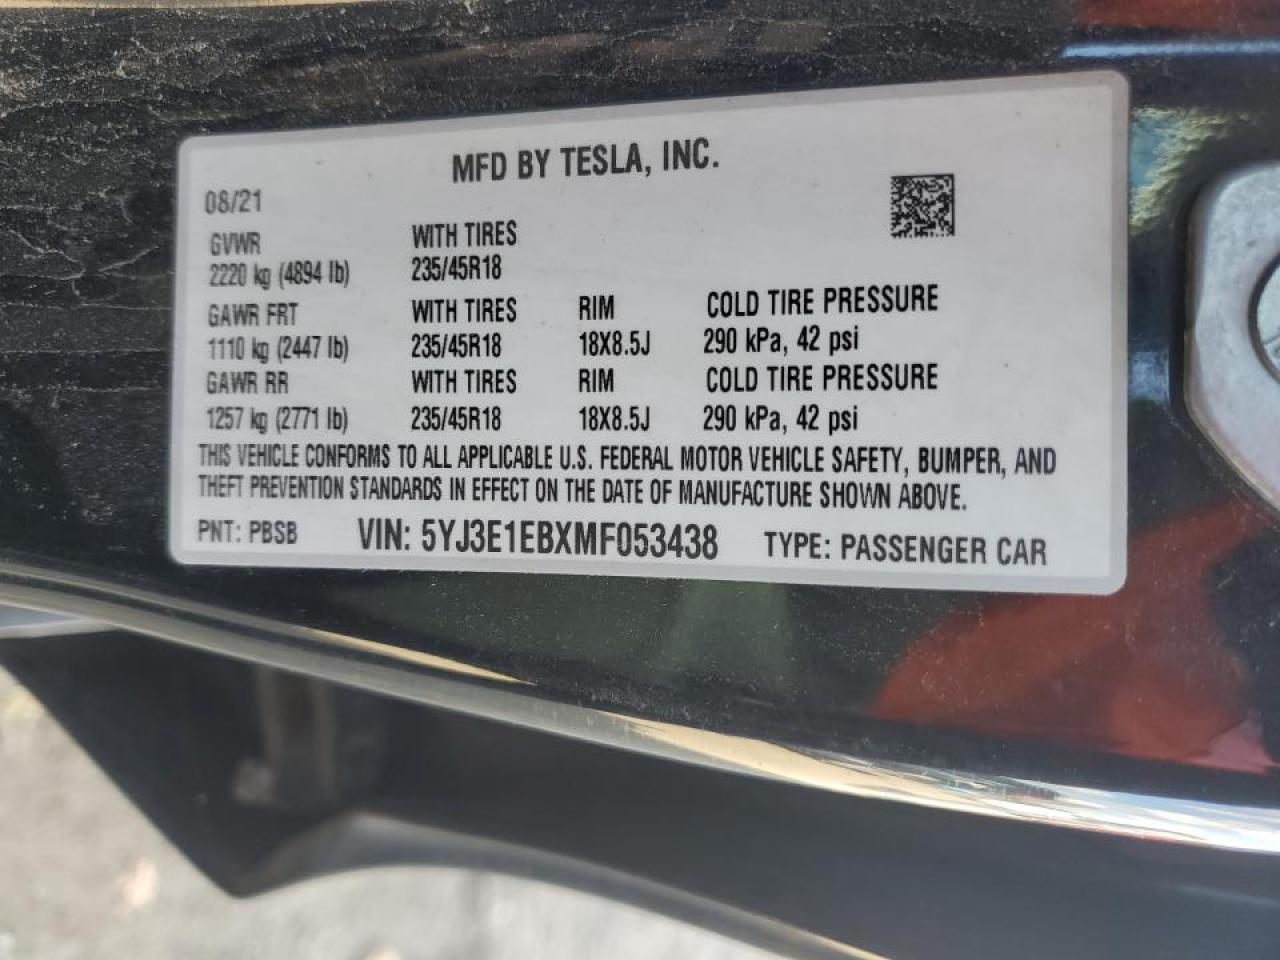 MFD BY TESLA, INC.
08/21
GVWR WITH TIRES
2220 kg (4894 lb) 235/45R18
GAWR FRT WITH TIRES RIM COLD TIRE PRESSURE
1110 kg (2447 lb) 235/45R18 18X8.5J 290 kPa, 42 psi
GAWR RR WITH TIRES RIM COLD TIRE PRESSURE
1257 kg (2771 lb) 235/45R18 18X8.5J 290 kPa, 42 psi
THIS VEHICLE CONFORMS TO ALL APPLICABLE U.S. FEDERAL MOTOR VEHICLE SAFETY, BUMPER, AND
THEFT PREVENTION STANDARDS IN EFFECT ON THE DATE OF MANUFACTURE SHOWN ABOVE.
PNT: PBSB VIN: 5YJ3E1EBXMF053438 TYPE: PASSENGER CAR